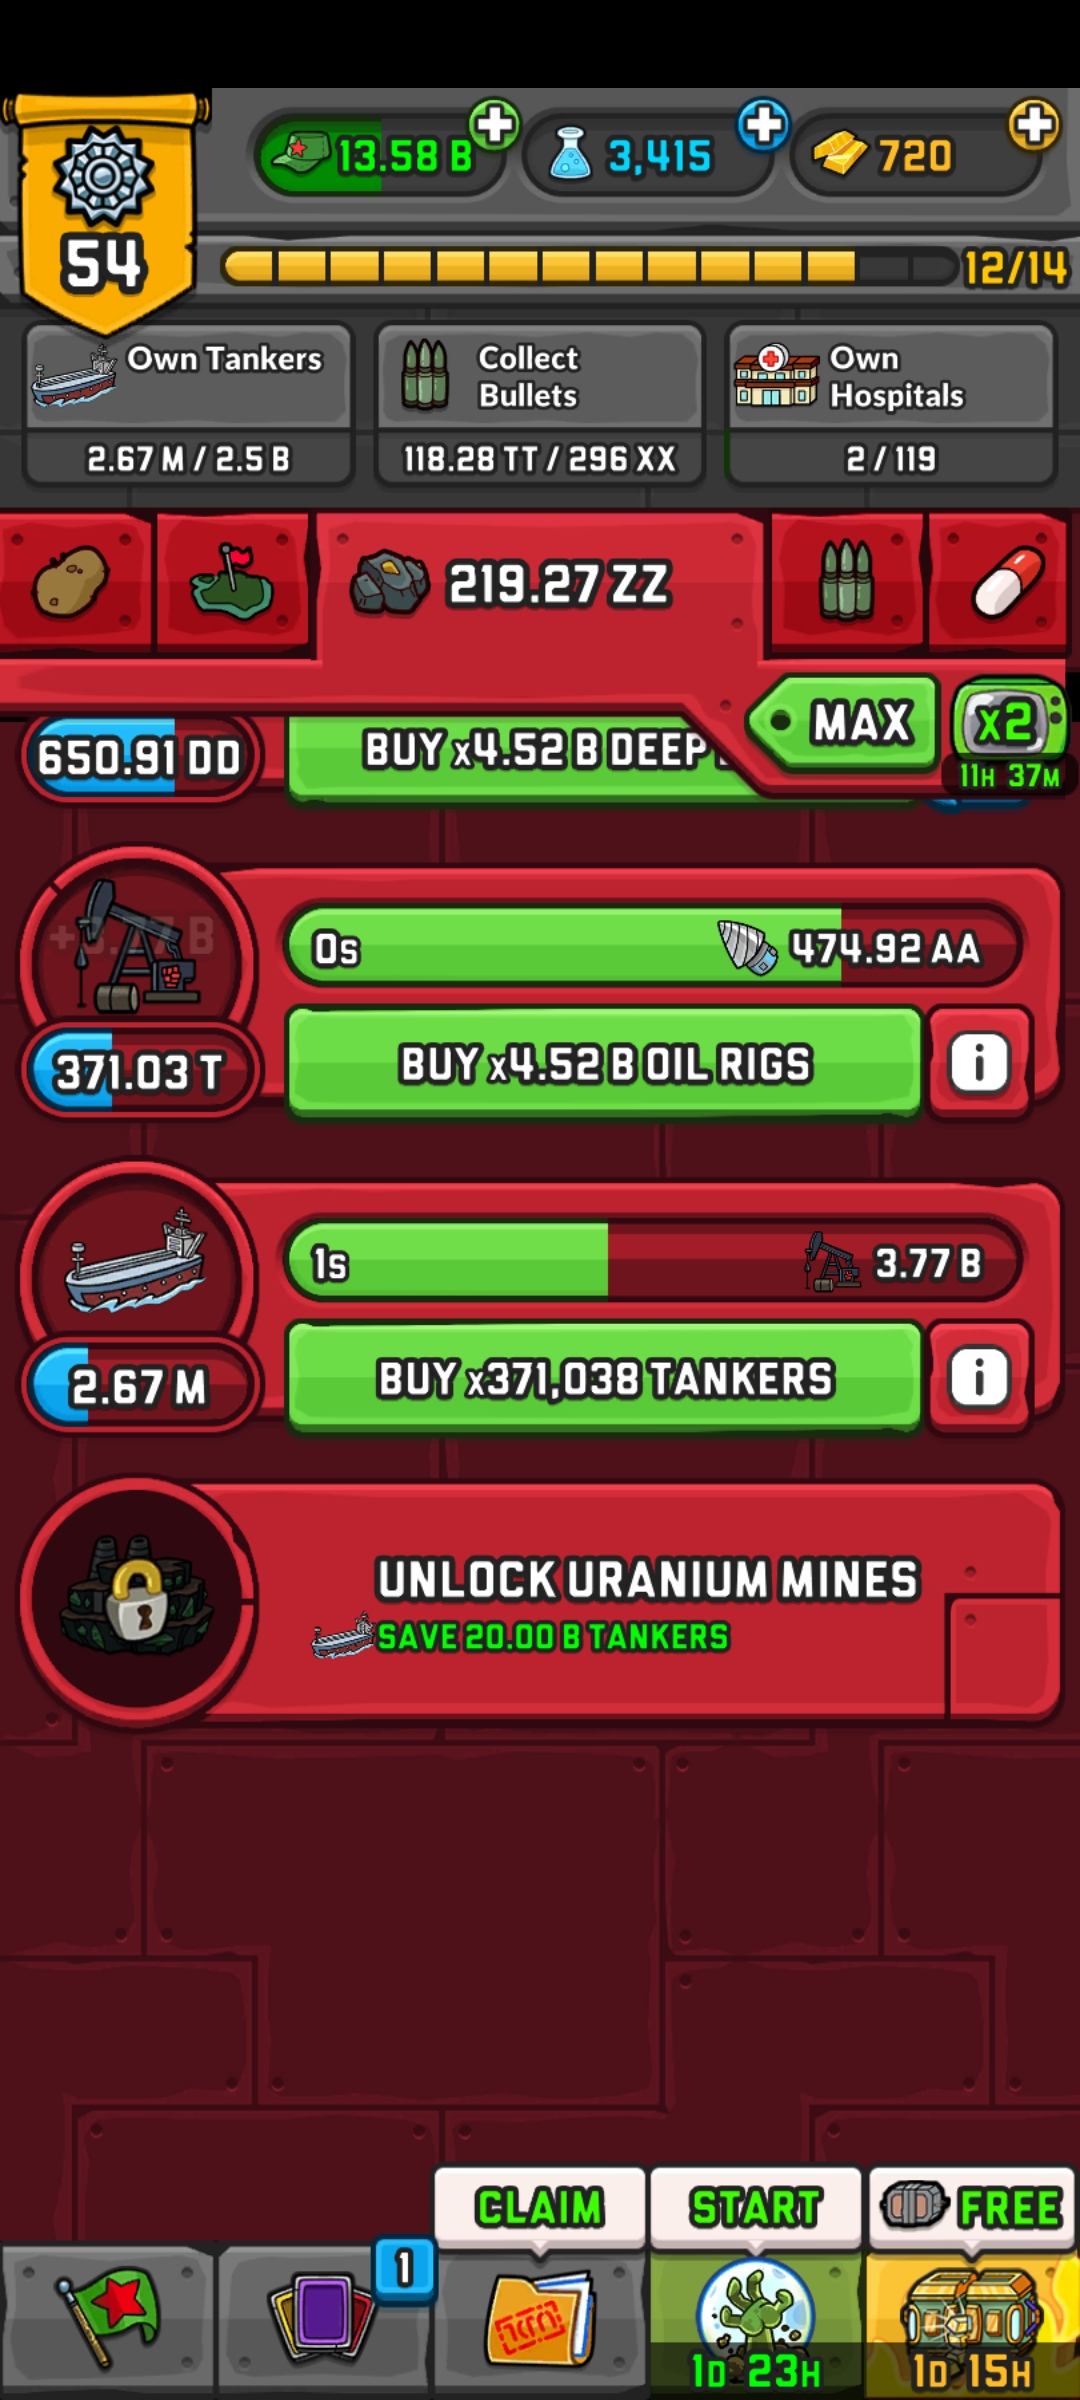 13.58 B
3,415
720
54
12/14
Own Tankers
2.67 M / 2.5 B
Collect
Bullets
118.28 TT / 296 XX
Own
Hospitals
2 / 119
219.27 ZZ
MAX
x2
11H 37M
650.91 DD
BUY x4.52 B DEEP
0s
474.92 AA
371.03 T
BUY x4.52 B OIL RIGS
i
1s
3.77 B
2.67 M
BUY x371,038 TANKERS
i
UNLOCK URANIUM MINES
SAVE 20.00 B TANKERS
CLAIM
START
FREE
1
1D 23H
1D 15H